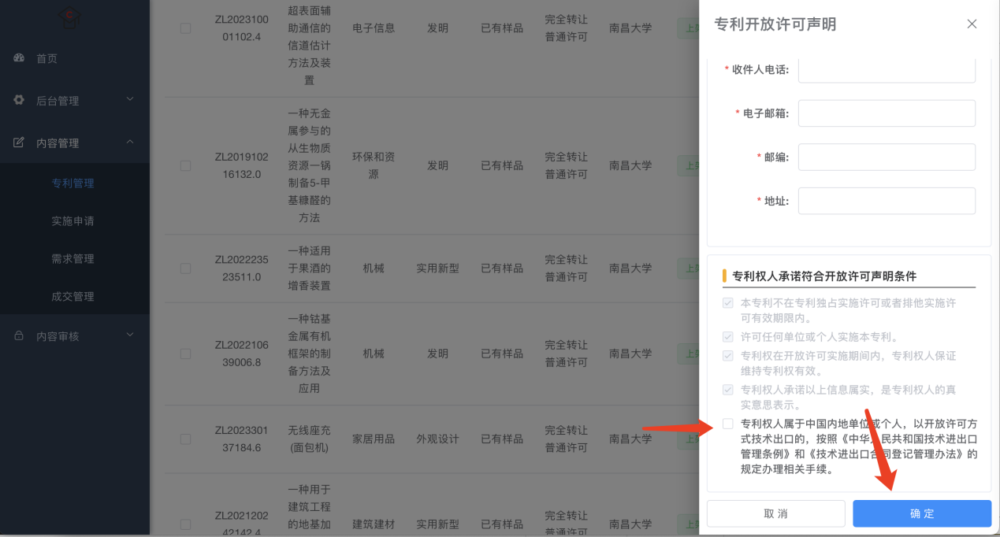 首页
后台管理
内容管理
专利管理
实施申请
需求管理
成交管理
内容审核
ZL2023100
01102.4
超表面辅
助通信的
信道估计
方法及装
置
电子信息
发明
已有样品
完全转让
普通许可
南昌大学
ZL2019102
16132.0
一种无金
属参与的
从生物质
资源一锅
制备5-甲
基糠醛的
方法
环保和资
源
发明
已有样品
完全转让
普通许可
南昌大学
ZL2022235
23511.0
一种适用
于果酒的
增香装置
机械
实用新型
已有样品
完全转让
普通许可
南昌大学
ZL2022106
39006.8
一种钴基
金属有机
框架的制
备方法及
应用
机械
发明
已有样品
完全转让
普通许可
南昌大学
ZL2023301
37184.6
无线座充
(面包机)
家居用品
外观设计
已有样品
完全转让
普通许可
南昌大学
ZL2021202
42142.4
一种用于
建筑工程
的地基加
建筑建材
实用新型
已有样品
完全转让
普通许可
南昌大学
专利开放许可声明
* 收件人电话:
* 电子邮箱:
* 邮编:
* 地址:
专利权人承诺符合开放许可声明条件
本专利不在专利独占实施许可或者排他实施许
可有效期限内。
许可任何单位或个人实施本专利。
专利权在开放许可实施期间内，专利权人保证
维持专利权有效。
专利权人承诺以上信息属实，是专利权人的真
实意思表示。
专利权人属于中国内地单位或个人，以开放许可方
式技术出口的，按照《中华人民共和国技术进出口
管理条例》和《技术进出口合同登记管理办法》的
规定办理相关手续。
取 消
确 定